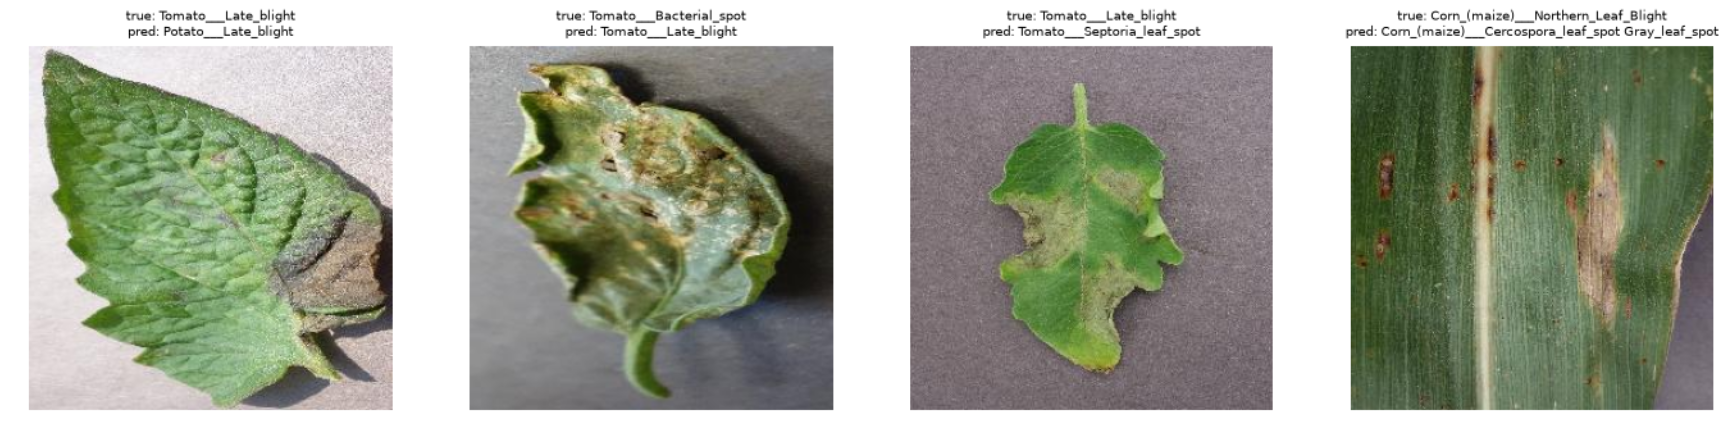 true: Tomato___Late_blight
pred: Potato___Late_blight
true: Tomato___Bacterial_spot
pred: Tomato___Late_blight
true: Tomato___Late_blight
pred: Tomato___Septoria_leaf_spot
true: Corn_(maize)___Northern_Leaf_Blight
pred: Corn_(maize)___Cercospora_leaf_spot Gray_leaf_spot